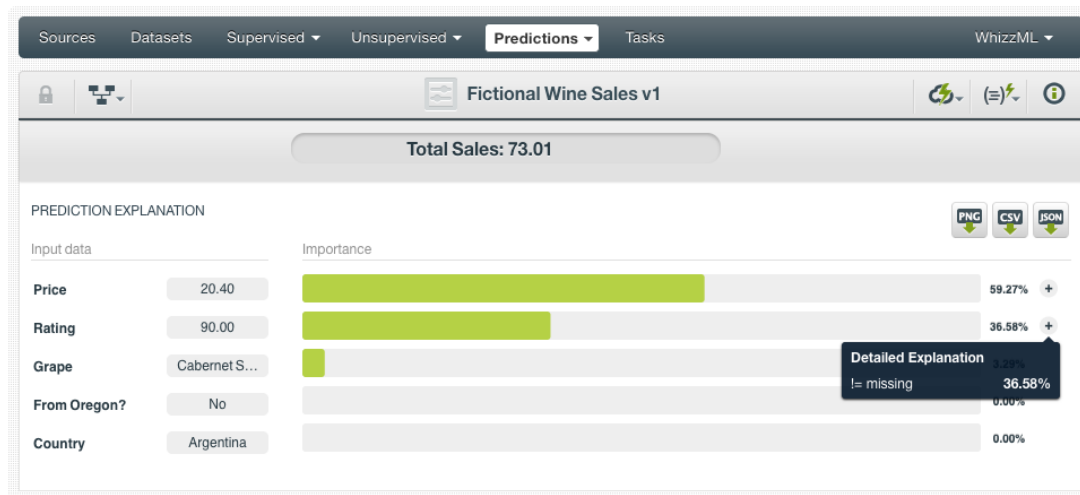 Sources Datasets Supervised Unsupervised Predictions Tasks WhizzML
Fictional Wine Sales v1
Total Sales: 73.01
PREDICTION EXPLANATION
PNG CSV JSON
Input data Importance
Price 20.40 59.27% +
Rating 90.00 36.58% +
Detailed Explanation
Grape Cabernet S... 3.29%
!= missing 36.58%
From Oregon? No 0.00%
Country Argentina 0.00%